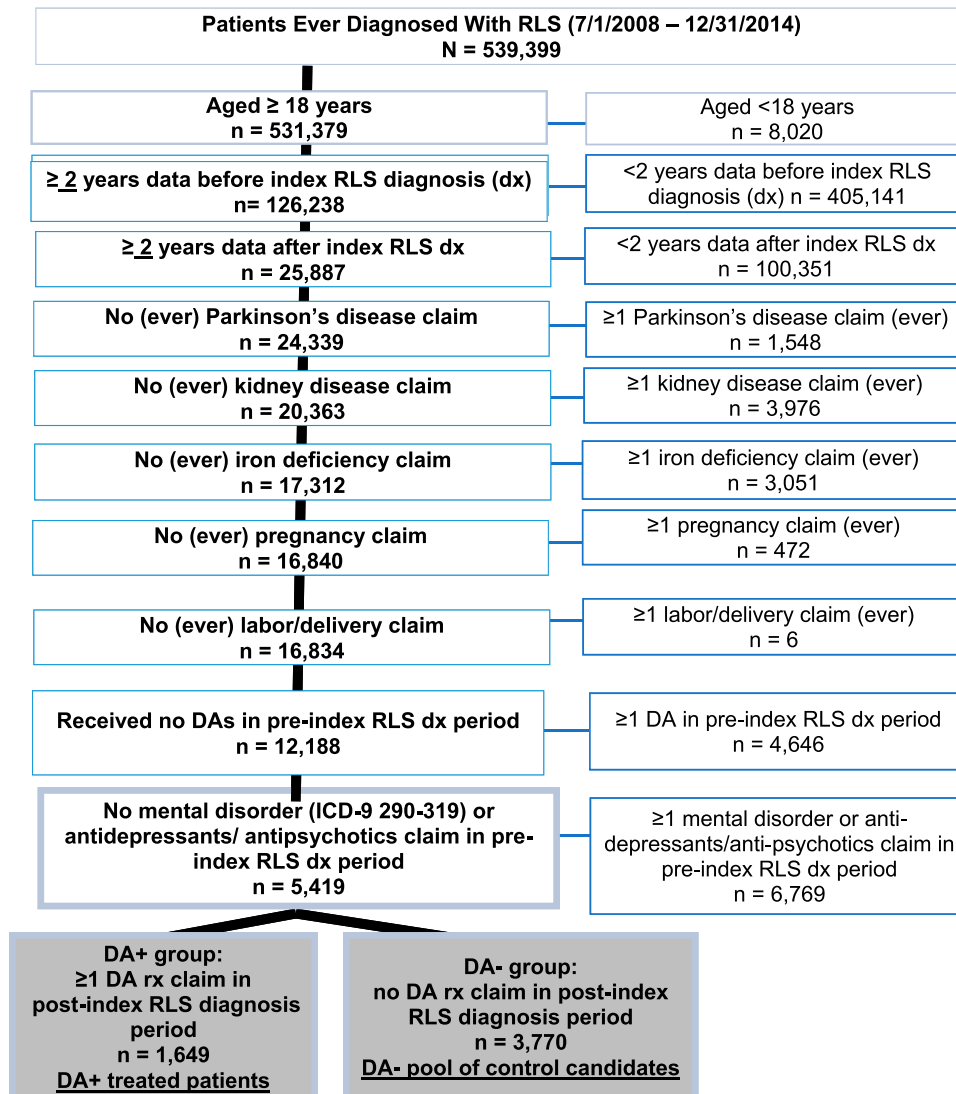 Patients Ever Diagnosed With RLS (7/1/2008 – 12/31/2014)
N = 539,399
Aged ≥ 18 years
n = 531,379
Aged <18 years
n = 8,020
≥ 2 years data before index RLS diagnosis (dx)
n= 126,238
<2 years data before index RLS
diagnosis (dx) n = 405,141
≥ 2 years data after index RLS dx
n = 25,887
<2 years data after index RLS dx
n = 100,351
No (ever) Parkinson’s disease claim
n = 24,339
≥1 Parkinson’s disease claim (ever)
n = 1,548
No (ever) kidney disease claim
n = 20,363
≥1 kidney disease claim (ever)
n = 3,976
No (ever) iron deficiency claim
n = 17,312
≥1 iron deficiency claim (ever)
n = 3,051
No (ever) pregnancy claim
n = 16,840
≥1 pregnancy claim (ever)
n = 472
No (ever) labor/delivery claim
n = 16,834
≥1 labor/delivery claim (ever)
n = 6
Received no DAs in pre-index RLS dx period
n = 12,188
≥1 DA in pre-index RLS dx period
n = 4,646
No mental disorder (ICD-9 290-319) or
antidepressants/ antipsychotics claim in pre-
index RLS dx period
n = 5,419
≥1 mental disorder or anti-
depressants/anti-psychotics claim in
pre-index RLS dx period
n = 6,769
DA+ group:
≥1 DA rx claim in
post-index RLS diagnosis
period
n = 1,649
DA+ treated patients
DA- group:
no DA rx claim in post-index
RLS diagnosis period
n = 3,770
DA- pool of control candidates